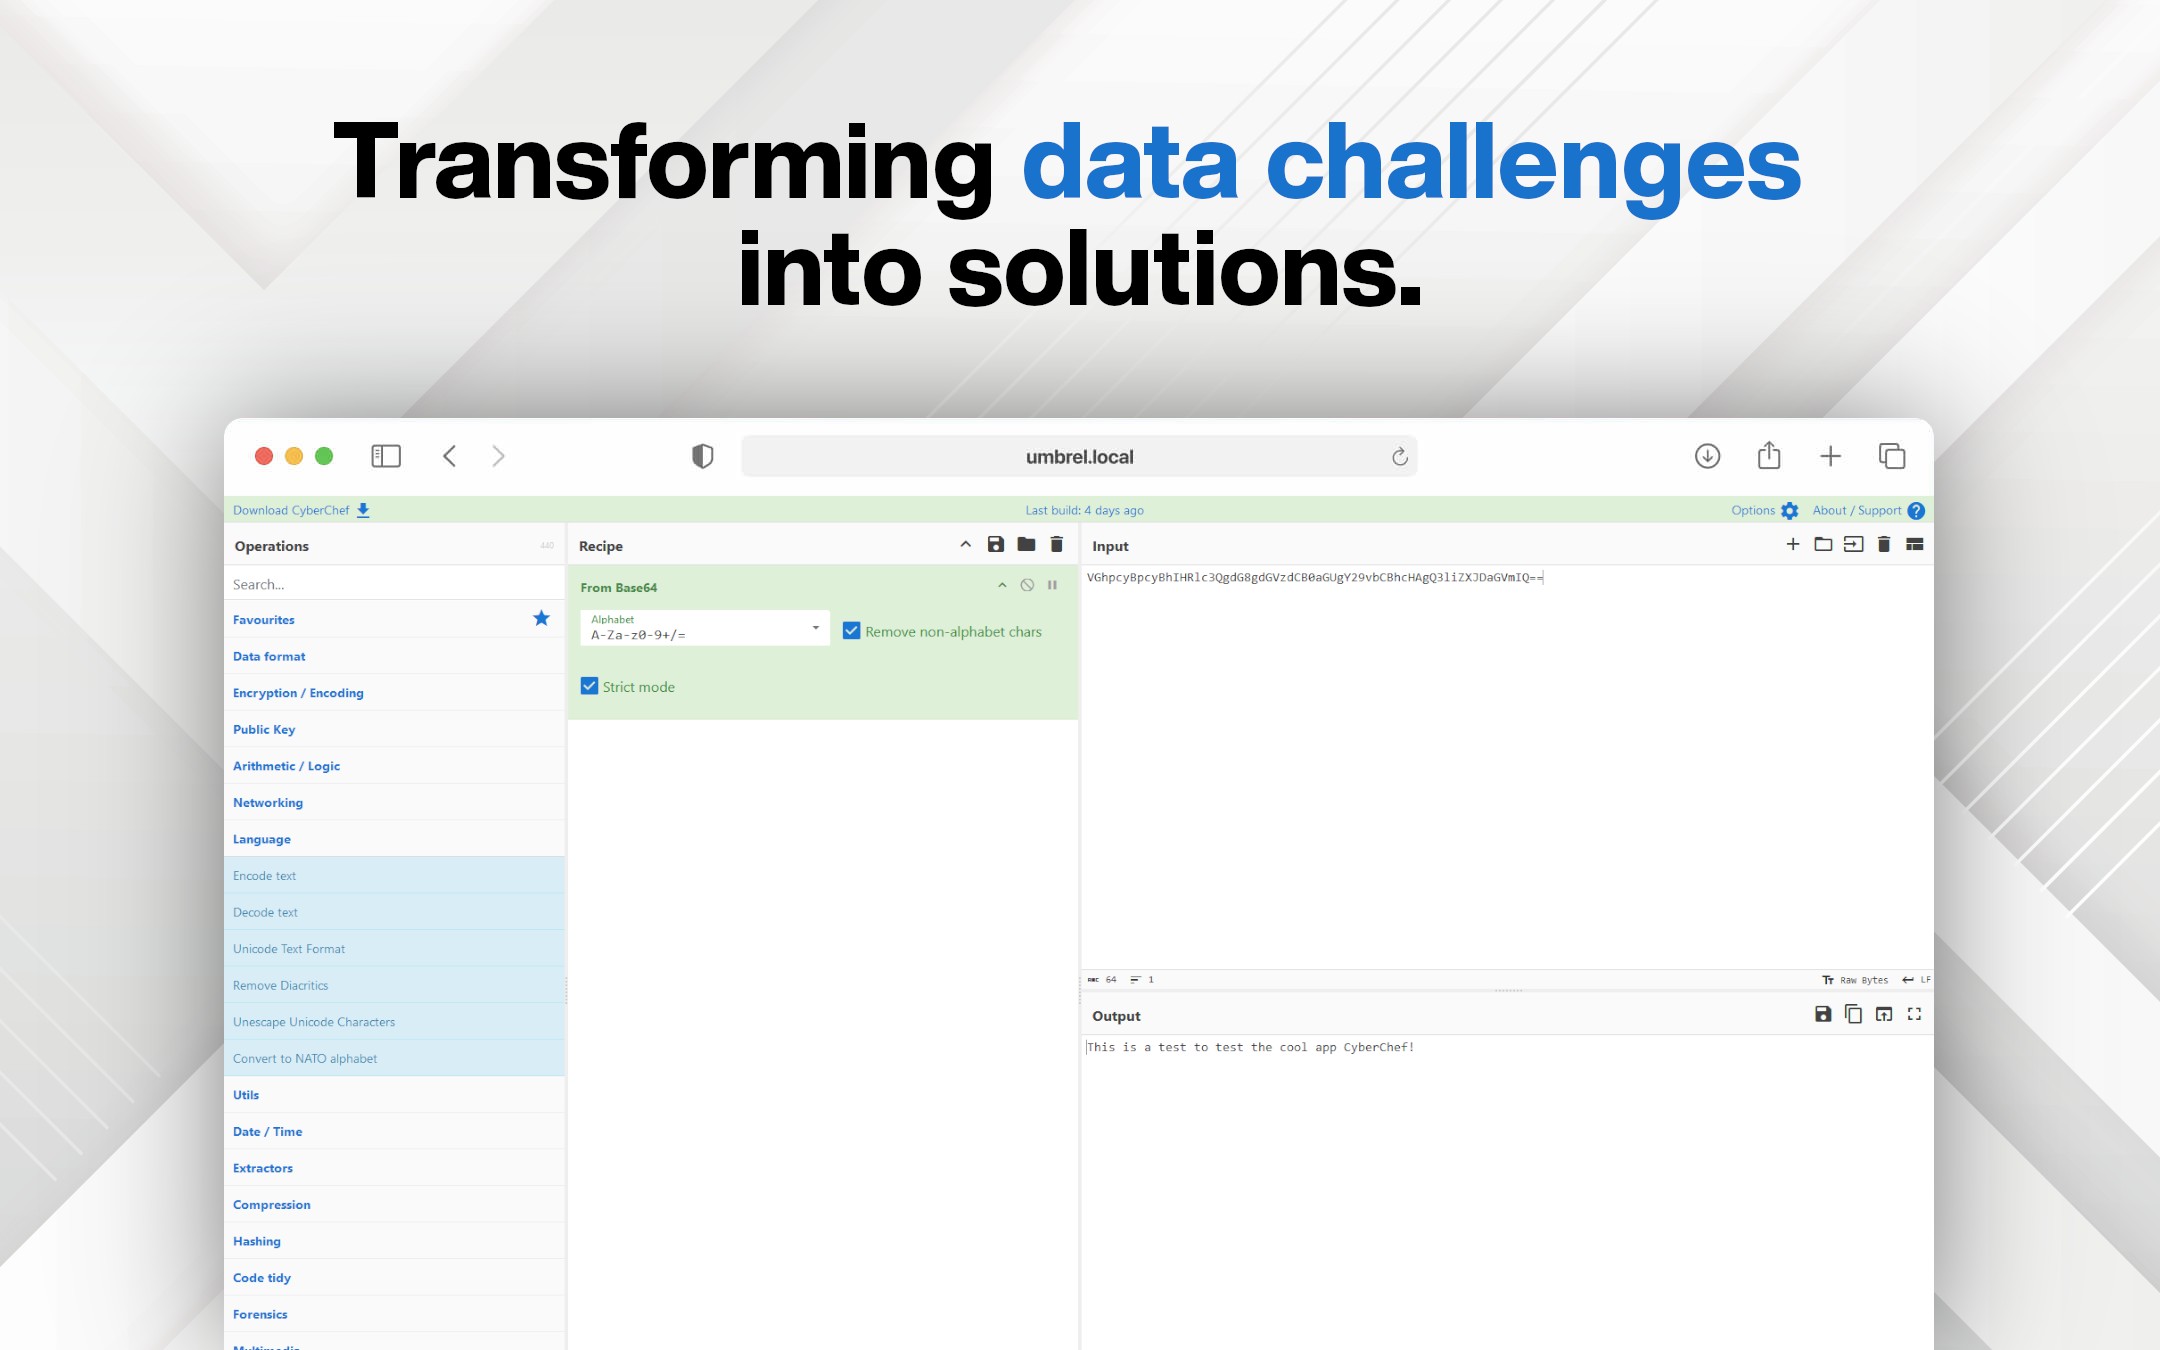 Transforming data challenges
into solutions.
umbrel.local
Download CyberChef
Last build: 4 days ago
Options
About / Support
Operations
440
Search...
Favourites
Data format
Encryption / Encoding
Public Key
Arithmetic / Logic
Networking
Language
Encode text
Decode text
Unicode Text Format
Remove Diacritics
Unescape Unicode Characters
Convert to NATO alphabet
Utils
Date / Time
Extractors
Compression
Hashing
Code tidy
Forensics
Multimedia
Recipe
From Base64
Alphabet
A-Za-z0-9+/=
Remove non-alphabet chars
Strict mode
Input
VGhpcyBpcyBhIHRlc3QgdG8gdGVzdCB0aGUgY29vbCBhcHAgQ3liZXJDaGVmIQ==
ABC 64 1
Raw Bytes LF
Output
This is a test to test the cool app CyberChef!